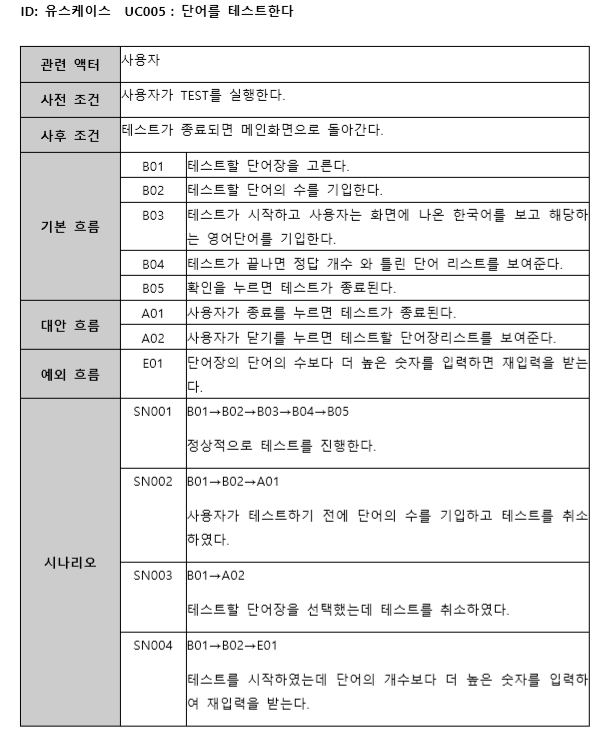 ID: 유스케이스 UC005 : 단어를 테스트한다
관련 액터 사용자
사전 조건 사용자가 TEST를 실행한다.
사후 조건 테스트가 종료되면 메인화면으로 돌아간다.
기본 흐름
B01 테스트할 단어장을 고른다.
B02 테스트할 단어의 수를 기입한다.
B03 테스트가 시작하고 사용자는 화면에 나온 한국어를 보고 해당하
는 영어단어를 기입한다.
B04 테스트가 끝나면 정답 개수 와 틀린 단어 리스트를 보여준다.
B05 확인을 누르면 테스트가 종료된다.
대안 흐름
A01 사용자가 종료를 누르면 테스트가 종료된다.
A02 사용자가 닫기를 누르면 테스트할 단어장리스트를 보여준다.
예외 흐름
E01 단어장의 단어의 수보다 더 높은 숫자를 입력하면 재입력을 받는
다.
시나리오
SN001 B01→B02→B03→B04→B05
정상적으로 테스트를 진행한다.
SN002 B01→B02→A01
사용자가 테스트하기 전에 단어의 수를 기입하고 테스트를 취소
하였다.
SN003 B01→A02
테스트할 단어장을 선택했는데 테스트를 취소하였다.
SN004 B01→B02→E01
테스트를 시작하였는데 단어의 개수보다 더 높은 숫자를 입력하
여 재입력을 받는다.